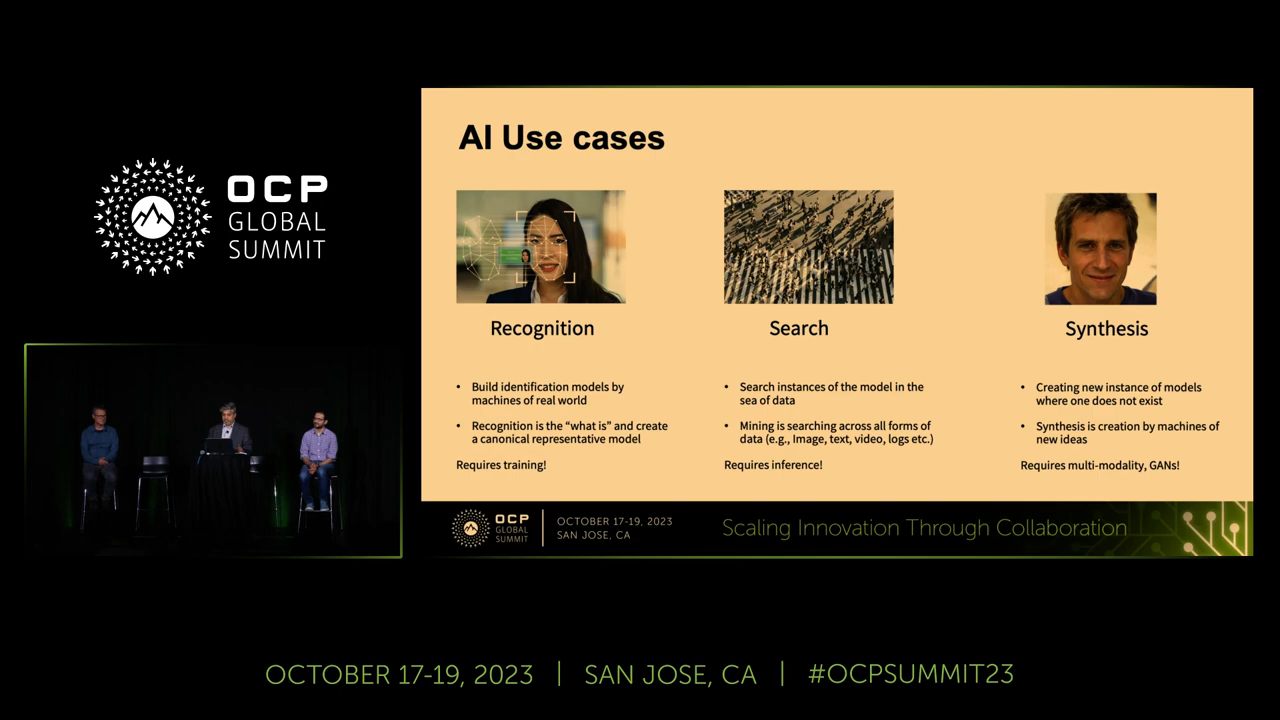 OCP
GLOBAL
SUMMIT
AI Use cases
Recognition
• Build identification models by
machines of real world
• Recognition is the “what is” and create
a canonical representative model
Requires training!
Search
• Search instances of the model in the
sea of data
• Mining is searching across all forms of
data (e.g., Image, text, video, logs etc.)
Requires inference!
Synthesis
• Creating new instance of models
where one does not exist
• Synthesis is creation by machines of
new ideas
Requires multi-modality, GANs!
OCP
GLOBAL
SUMMIT
OCTOBER 17-19, 2023
SAN JOSE, CA
Scaling Innovation Through Collaboration
OCTOBER 17-19, 2023 | SAN JOSE, CA | #OCPSUMMIT23